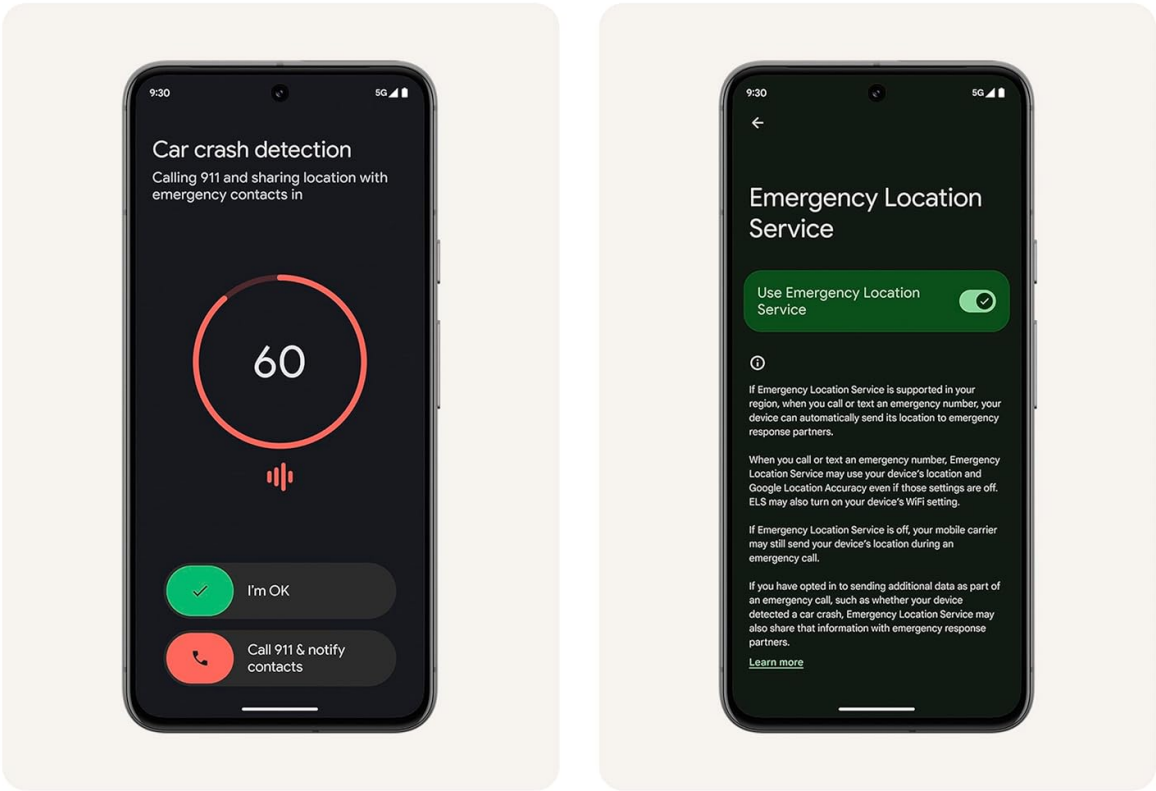 9:30
5G
Car crash detection
Calling 911 and sharing location with
emergency contacts in
60
I'm OK
Call 911 & notify
contacts
9:30
5G
Emergency Location
Service
Use Emergency Location
Service
If Emergency Location Service is supported in your
region, when you call or text an emergency number, your
device can automatically send its location to emergency
response partners.
When you call or text an emergency number, Emergency
Location Service may use your device's location and
Google Location Accuracy even if those settings are off.
ELS may also turn on your device's WiFi setting.
If Emergency Location Service is off, your mobile carrier
may still send your device's location during an
emergency call.
If you have opted in to sending additional data as part of
an emergency call, such as whether your device
detected a car crash, Emergency Location Service may
also share that information with emergency response
partners.
Learn more